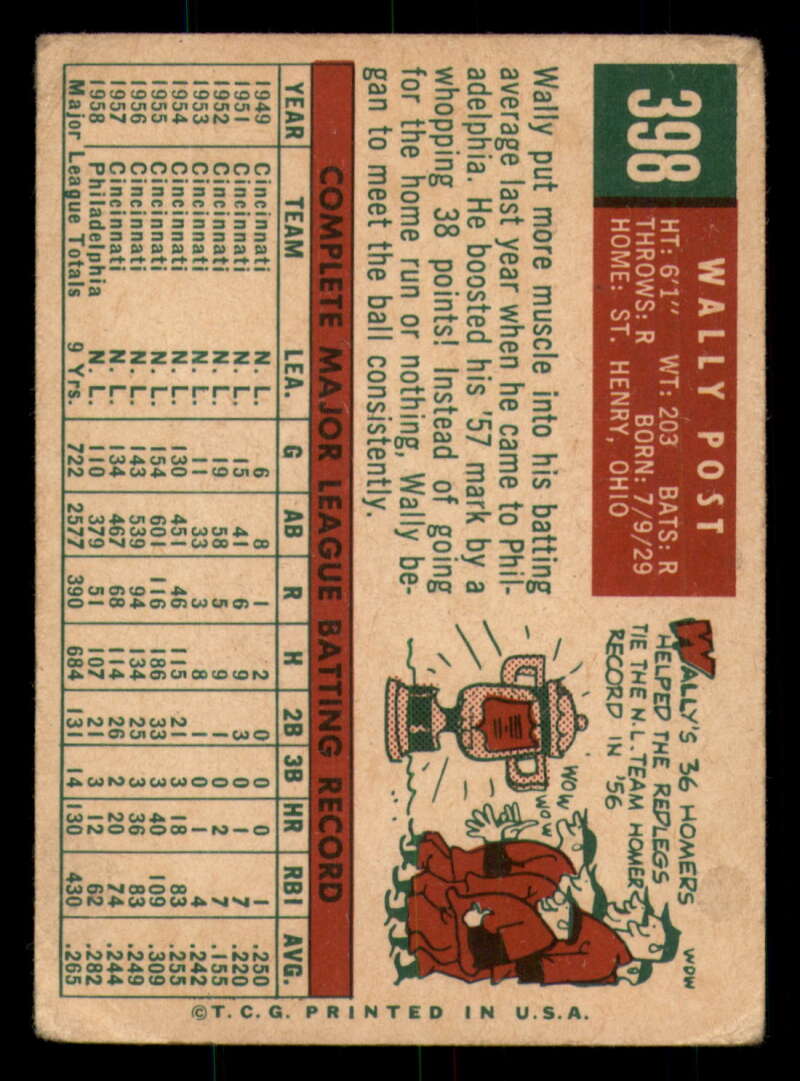 398
WALLY POST
HT: 6'1" WT: 203 BATS: R
THROWS: R BORN: 7/9/29
HOME: ST. HENRY, OHIO
WALLY'S 36 HOMERS
HELPED THE REDLEGS
TIE THE N.L. TEAM HOMER
RECORD IN '56
WOW
WOW
WOW
Wally put more muscle into his batting
average last year when he came to Phil-
adelphia. He boosted his '57 mark by a
whopping 38 points! Instead of going
for the home run or nothing, Wally be-
gan to meet the ball consistently.
COMPLETE MAJOR LEAGUE BATTING RECORD
YEAR TEAM LEA. G AB R H 2B 3B HR RBI AVG.
1949 Cincinnati N. L. 6 8 1 2 0 0 0 1 .250
1951 Cincinnati N. L. 15 41 6 9 3 0 1 7 .220
1952 Cincinnati N. L. 19 58 5 9 1 0 2 7 .155
1953 Cincinnati N. L. 11 33 3 8 1 0 1 4 .242
1954 Cincinnati N. L. 130 451 46 115 21 3 18 83 .255
1955 Cincinnati N. L. 154 601 116 186 33 3 40 109 .309
1956 Cincinnati N. L. 143 539 94 134 25 3 36 83 .249
1957 Cincinnati N. L. 134 467 68 114 26 2 20 74 .244
1958 Philadelphia N. L. 110 379 51 107 21 3 12 62 .282
Major League Totals 9 Yrs. 722 2577 390 684 131 14 130 430 .265
©T.C.G. PRINTED IN U.S.A.